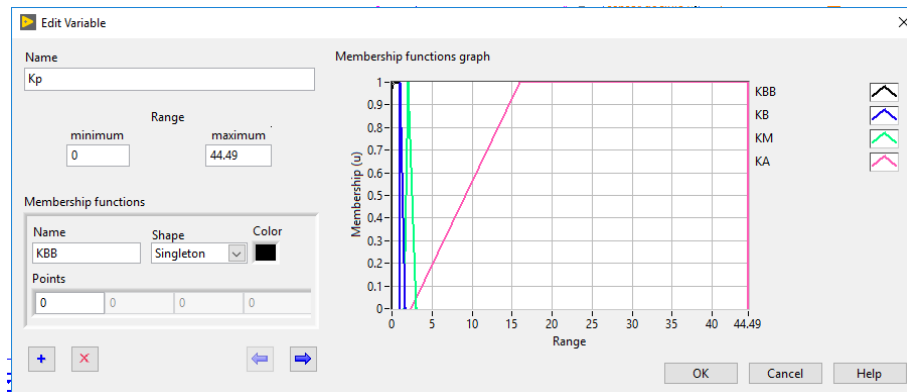 Edit Variable
Name
Kp
Range
minimum
maximum
0
44.49
Membership functions
Name
Shape
Color
KBB
Singleton
Points
0
0
0
0
Membership functions graph
Membership (u)
1
0.9
0.8
0.7
0.6
0.5
0.4
0.3
0.2
0.1
0
0 5 10 15 20 25 30 35 40 44.49
Range
KBB
KB
KM
KA
OK
Cancel
Help